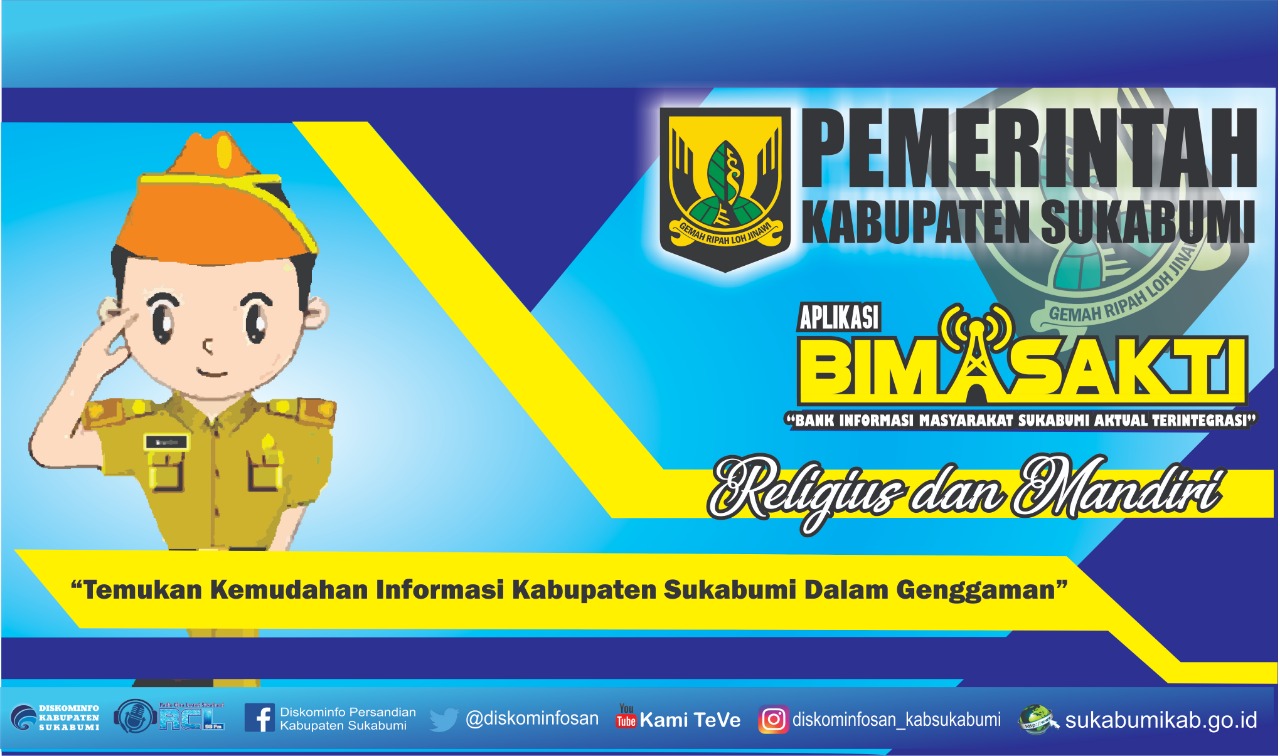 PEMERINTAH
KABUPATEN SUKABUMI
GEMAH RIPAH LOH JINAWI
GEMAH RIPAH LOH JINAWI
APLIKASI
BIMASAKTI
“BANK INFORMASI MASYARAKAT SUKABUMI AKTUAL TERINTEGRASI”
Religius dan Mandiri
“Temukan Kemudahan Informasi Kabupaten Sukabumi Dalam Genggaman”
DISKOMINFO
KABUPATEN
SUKABUMI
Diskominfo Persandian
Kabupaten Sukabumi
@diskominfosan
You
Tube
Kami TeVe
diskominfosan_kabsukabumi
sukabumikab.go.id